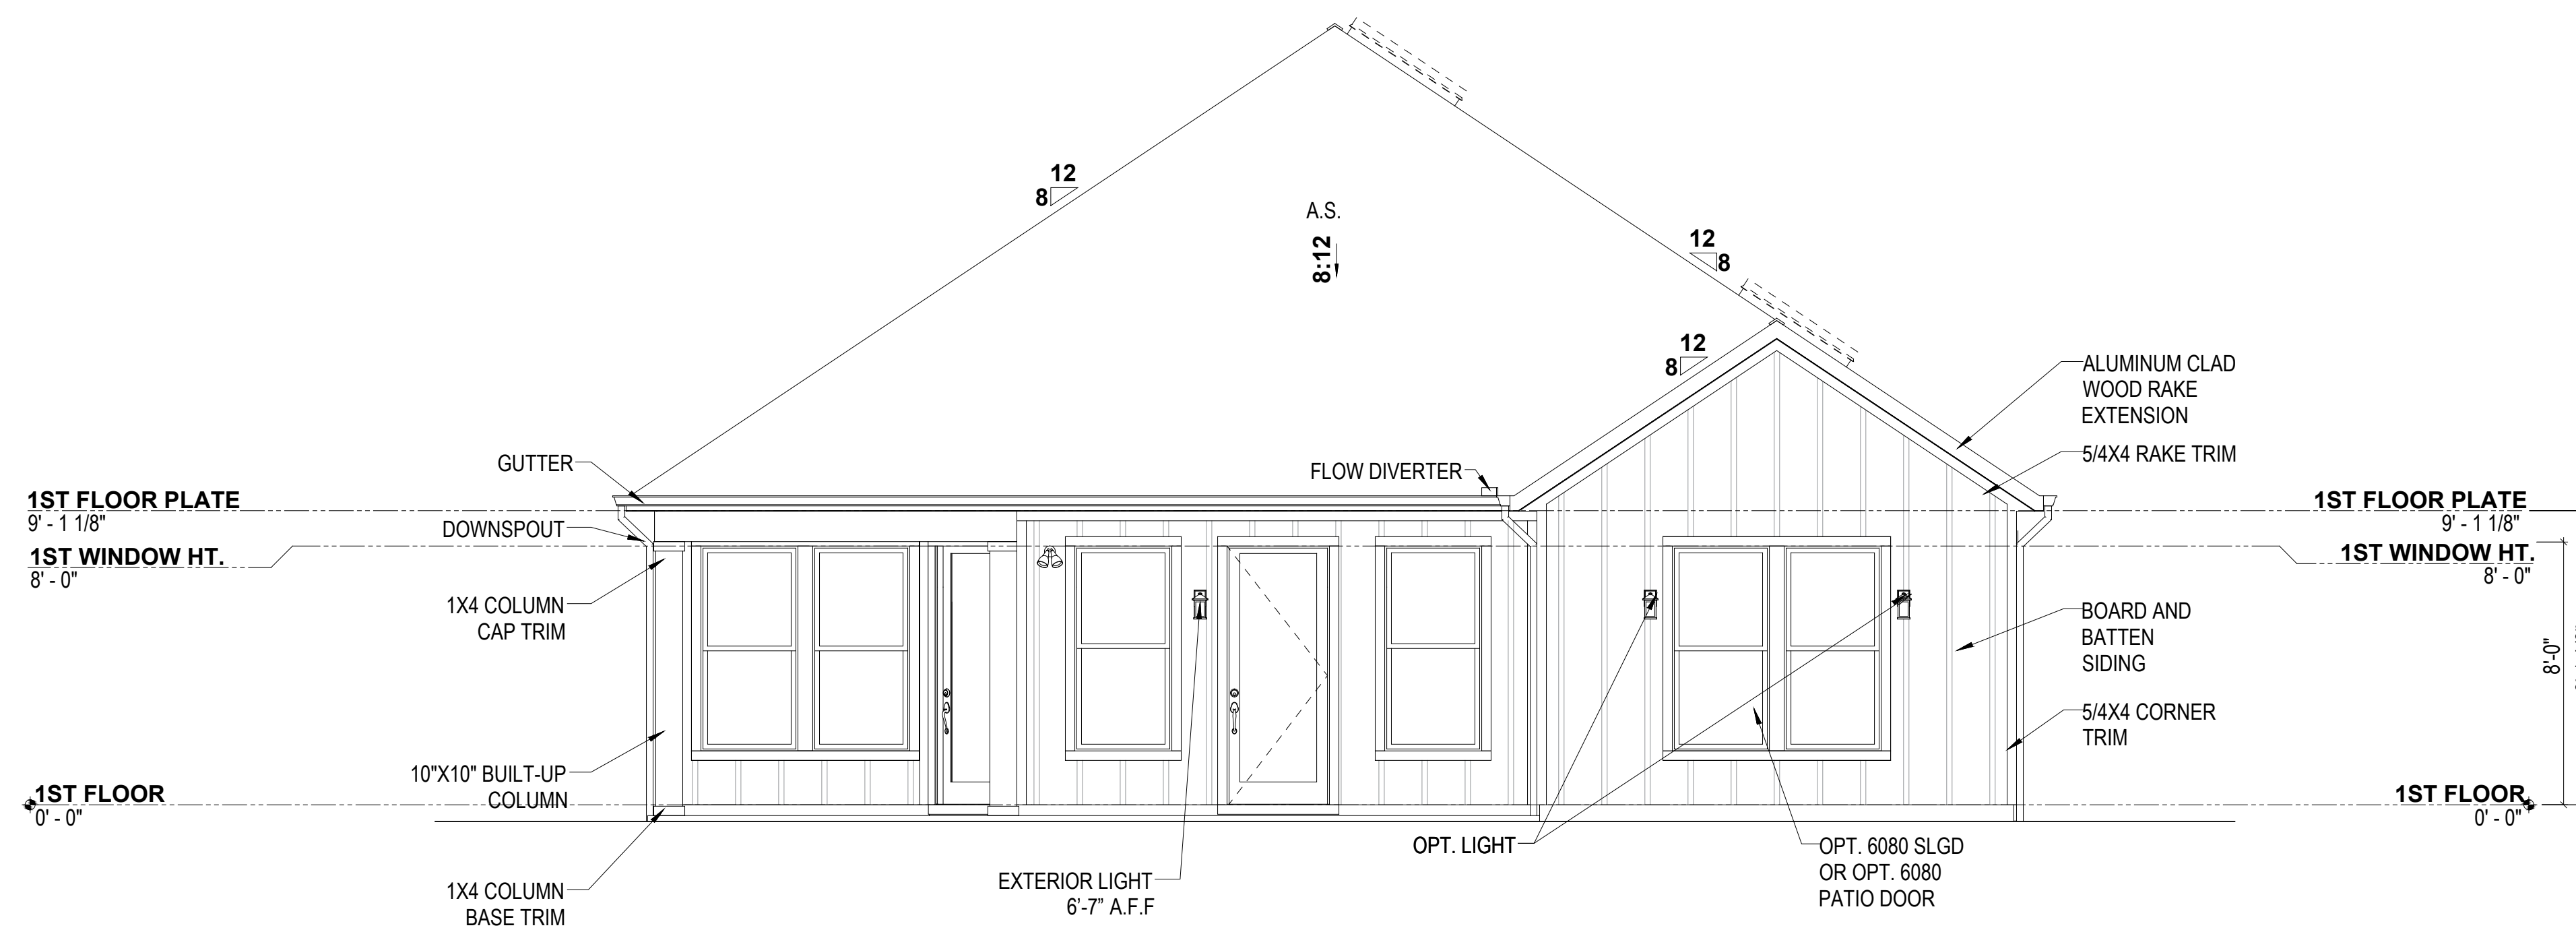 12
8
A.S.
8:12
12
8
12
8
ALUMINUM CLAD
WOOD RAKE
EXTENSION
5/4X4 RAKE TRIM
GUTTER
FLOW DIVERTER
1ST FLOOR PLATE
9' - 1 1/8"
DOWNSPOUT
1ST WINDOW HT.
8' - 0"
1ST FLOOR PLATE
9' - 1 1/8"
1ST WINDOW HT.
8' - 0"
1X4 COLUMN
CAP TRIM
BOARD AND
BATTEN
SIDING
8'-0"
5/4X4 CORNER
TRIM
10"X10" BUILT-UP
COLUMN
1ST FLOOR
0' - 0"
1ST FLOOR
0' - 0"
OPT. LIGHT
OPT. 6080 SLGD
OR OPT. 6080
PATIO DOOR
EXTERIOR LIGHT
6’-7” A.F.F
1X4 COLUMN
BASE TRIM